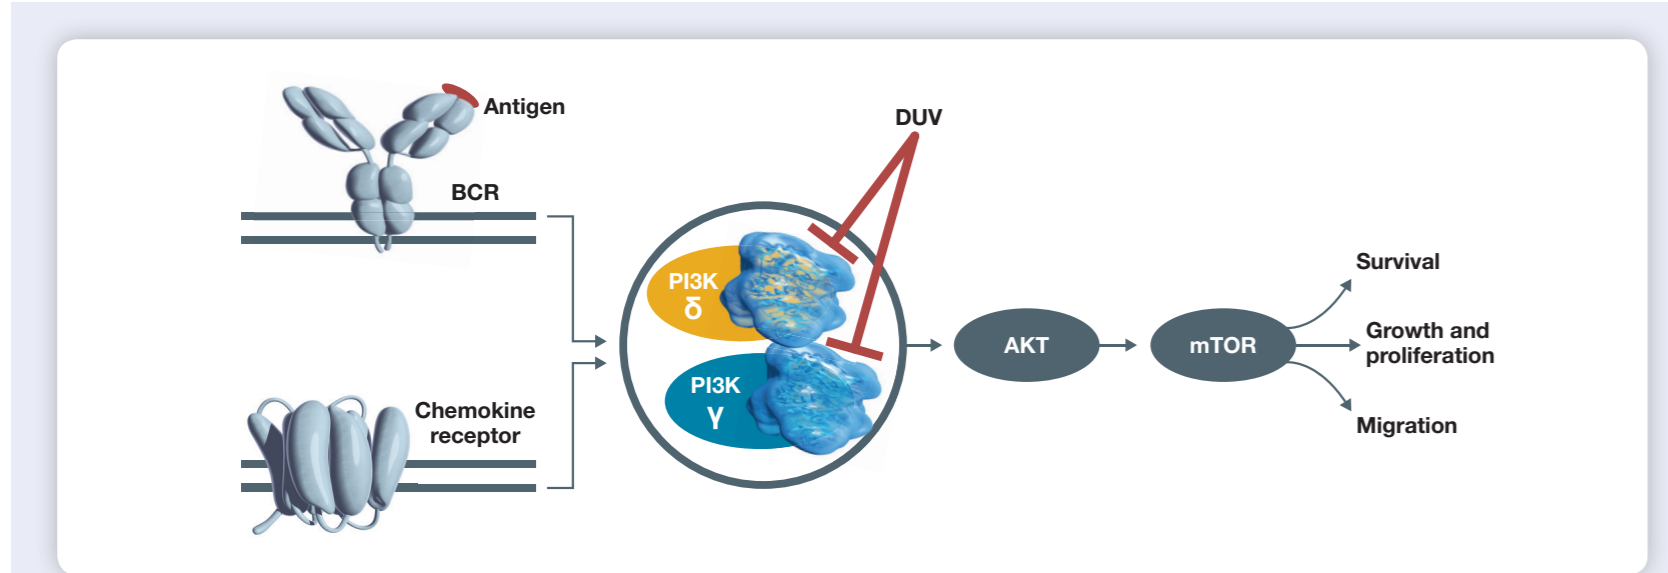 Antigen
BCR
DUV
PI3K
δ
PI3K
γ
Chemokine
receptor
AKT
mTOR
Survival
Growth and
proliferation
Migration